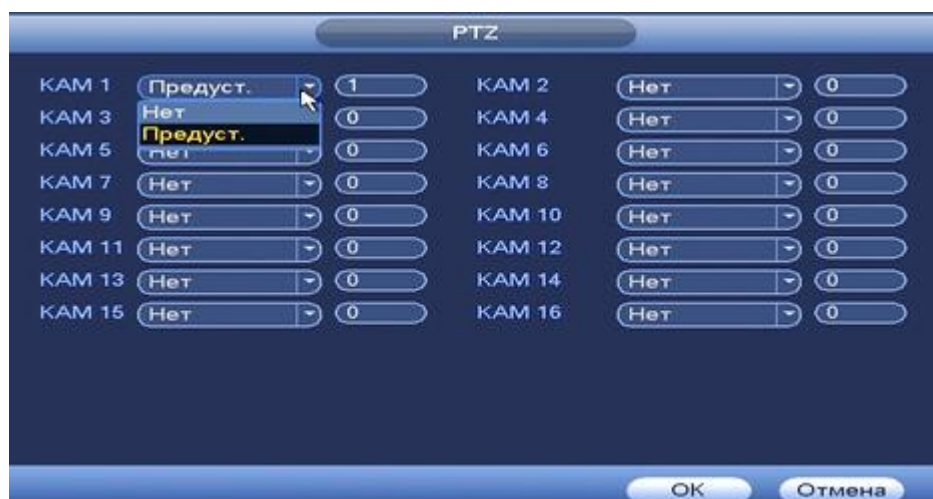 PTZ
КАМ 1 Предуст. 1 КАМ 2 Нет 0
Нет
Предуст.
КАМ 3 0 КАМ 4 Нет 0
КАМ 5 Нет 0 КАМ 6 Нет 0
КАМ 7 Нет 0 КАМ 8 Нет 0
КАМ 9 Нет 0 КАМ 10 Нет 0
КАМ 11 Нет 0 КАМ 12 Нет 0
КАМ 13 Нет 0 КАМ 14 Нет 0
КАМ 15 Нет 0 КАМ 16 Нет 0
ОК Отмена